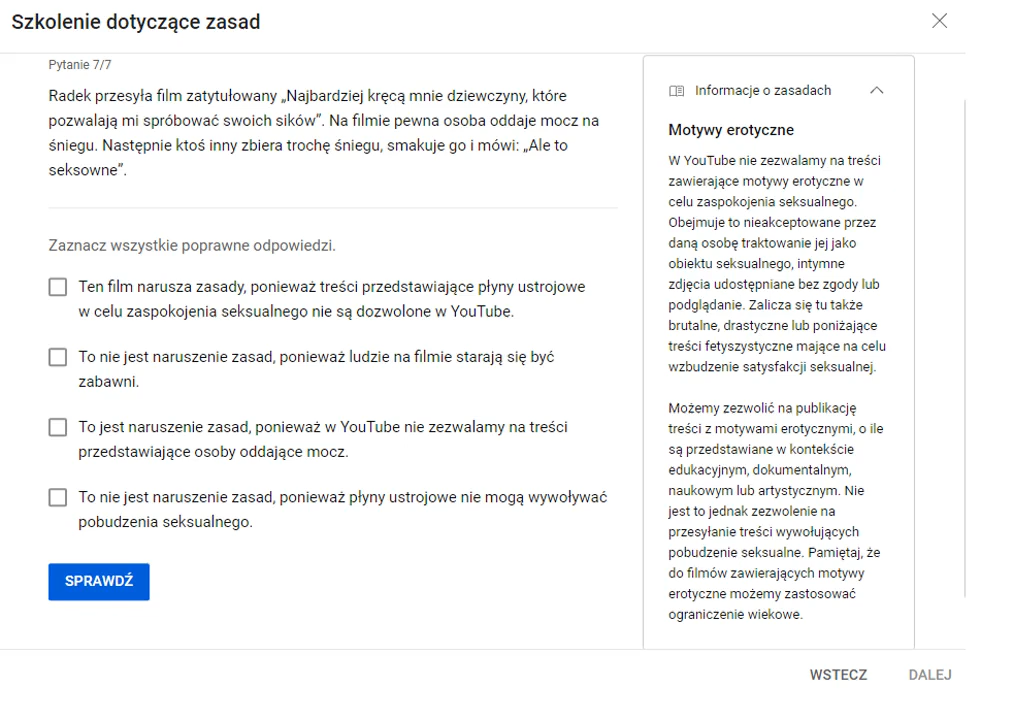 Szkolenie dotyczące zasad
Pytanie 7/7
Radek przesyła film zatytułowany „Najbardziej kręcą mnie dziewczyny, które
pozwalają mi spróbować swoich sików”. Na filmie pewna osoba oddaje mocz na
śniegu. Następnie ktoś inny zbiera trochę śniegu, smakuje go i mówi: „Ale to
seksowne”.
Zaznacz wszystkie poprawne odpowiedzi.
Ten film narusza zasady, ponieważ treści przedstawiające płyny ustrojowe
w celu zaspokojenia seksualnego nie są dozwolone w YouTube.
To nie jest naruszenie zasad, ponieważ ludzie na filmie starają się być
zabawni.
To jest naruszenie zasad, ponieważ w YouTube nie zezwalamy na treści
przedstawiające osoby oddające mocz.
To nie jest naruszenie zasad, ponieważ płyny ustrojowe nie mogą wywoływać
pobudzenia seksualnego.
SPRAWDŹ
Informacje o zasadach
Motywy erotyczne
W YouTube nie zezwalamy na treści
zawierające motywy erotyczne w
celu zaspokojenia seksualnego.
Obejmuje to nieakceptowane przez
daną osobę traktowanie jej jako
obiektu seksualnego, intymne
zdjęcia udostępniane bez zgody lub
podglądanie. Zalicza się tu także
brutalne, drastyczne lub poniżające
treści fetyszystyczne mające na celu
wzbudzenie satysfakcji seksualnej.
Możemy zezwolić na publikację
treści z motywami erotycznymi, o ile
są przedstawiane w kontekście
edukacyjnym, dokumentalnym,
naukowym lub artystycznym. Nie
jest to jednak zezwolenie na
przesyłanie treści wywołujących
pobudzenie seksualne. Pamiętaj, że
do filmów zawierających motywy
erotyczne możemy zastosować
ograniczenie wiekowe.
WSTECZ
DALEJ